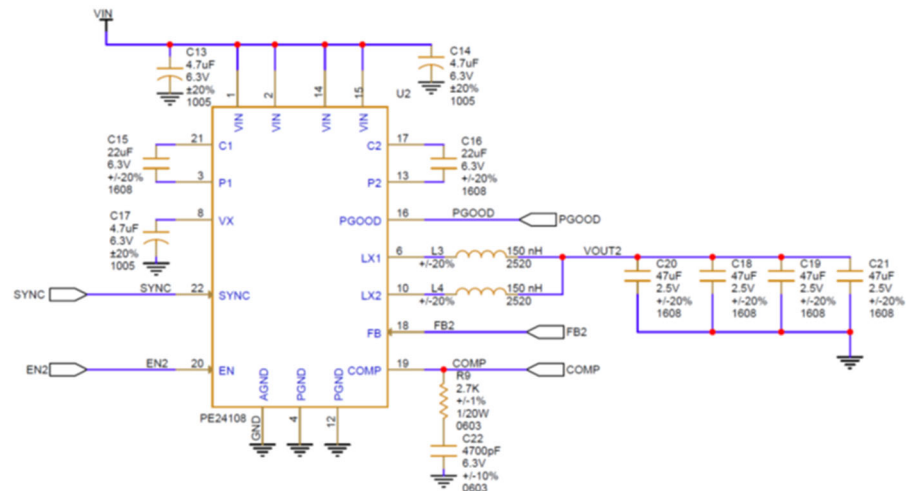 VIN
C13
4.7uF
6.3V
±20%
1005
C14
4.7uF
6.3V
±20%
1005
U2
1
2
14
15
VIN
VIN
VIN
VIN
C15
22uF
6.3V
+/-20%
1608
21
C1
3
P1
C2
17
P2
13
C16
22uF
6.3V
+/-20%
1608
C17
4.7uF
6.3V
±20%
1005
8
VX
PGOOD
16
PGOOD
PGOOD
LX1
6
L3
+/-20%
150 nH
2520
VOUT2
LX2
10
L4
+/-20%
150 nH
2520
C20
47uF
2.5V
+/-20%
1608
C18
47uF
2.5V
+/-20%
1608
C19
47uF
2.5V
+/-20%
1608
C21
47uF
2.5V
+/-20%
1608
SYNC
SYNC
22
SYNC
FB
18
FB2
FB2
EN2
EN2
20
EN
COMP
19
COMP
COMP
AGND
PGND
PGND
PE24108
GND
4
12
R9
2.7K
+/-1%
1/20W
0603
C22
4700pF
6.3V
+/-10%
0603